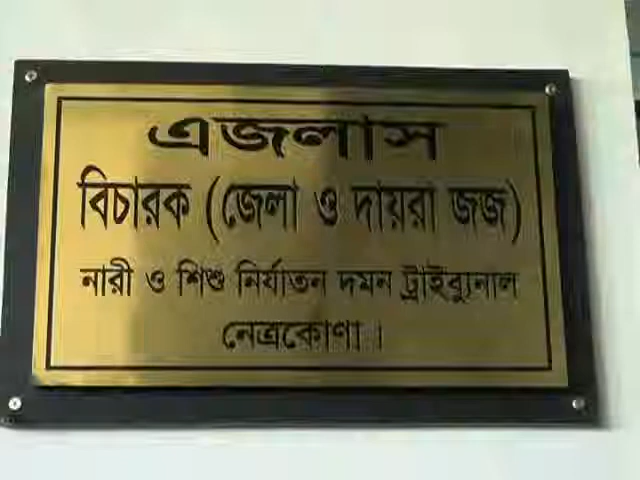 এজলাস
বিচারক (জেলা ও দায়রা জজ)
নারী ও শিশু নির্যাতন দমন ট্রাইব্যুনাল
নেত্রকোণা।